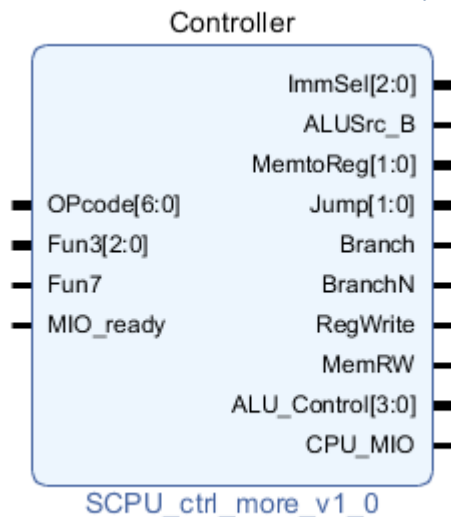 Controller
ImmSel[2:0]
ALUSrc_B
MemtoReg[1:0]
OPcode[6:0]
Jump[1:0]
Fun3[2:0]
Branch
Fun7
BranchN
MIO_ready
RegWrite
MemRW
ALU_Control[3:0]
CPU_MIO
SCPU_ctrl_more_v1_0